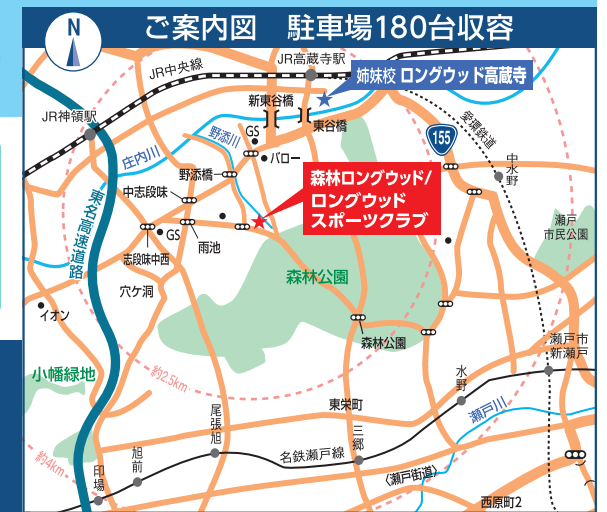 ご案内図 駐車場180台収容
N
JR中央線
JR高蔵寺駅
姉妹校 ロングウッド高蔵寺
新東谷橋
JR神領駅
野添川
GS
東谷橋
155
愛環鉄道
庄内川
バロー
中水野
野添橋
森林ロングウッド/
ロングウッド
スポーツクラブ
中志段味
東名高速道路
瀬戸
市民公園
GS
雨池
志段味中西
穴ケ洞
森林公園
イオン
森林公園
瀬戸市
新瀬戸
小幡緑地
約2.5km
水野
東栄町
瀬戸川
尾張旭
三郷
旭前
名鉄瀬戸線
約4km
印場
(瀬戸街道)
西原町2